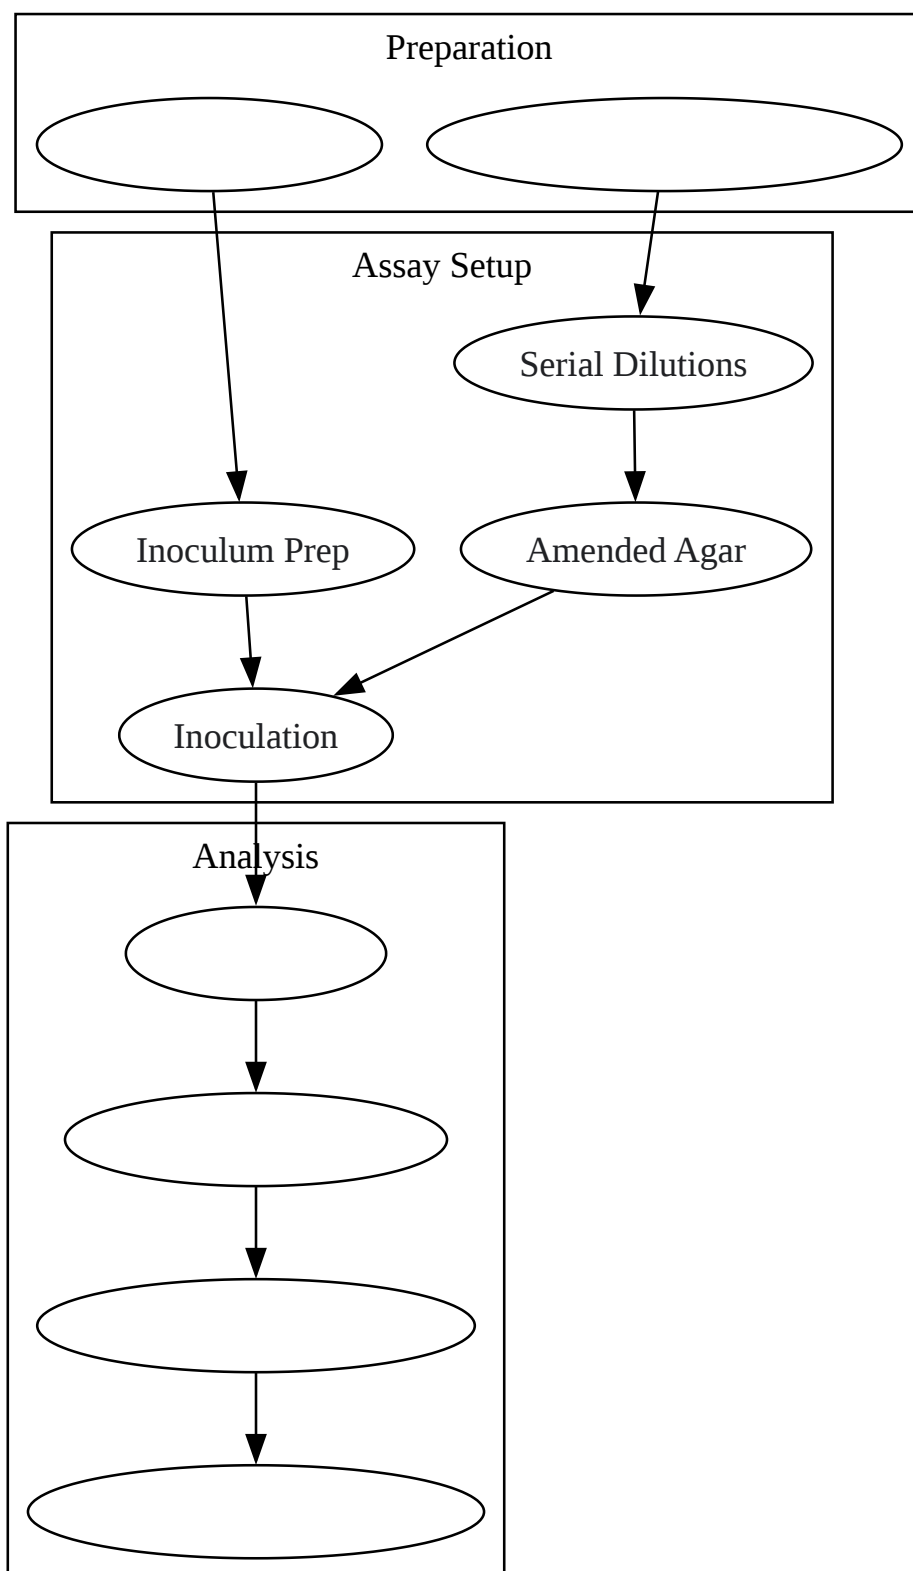 Preparation
Assay Setup
Serial Dilutions
Inoculum Prep
Amended Agar
Inoculation
Analysis